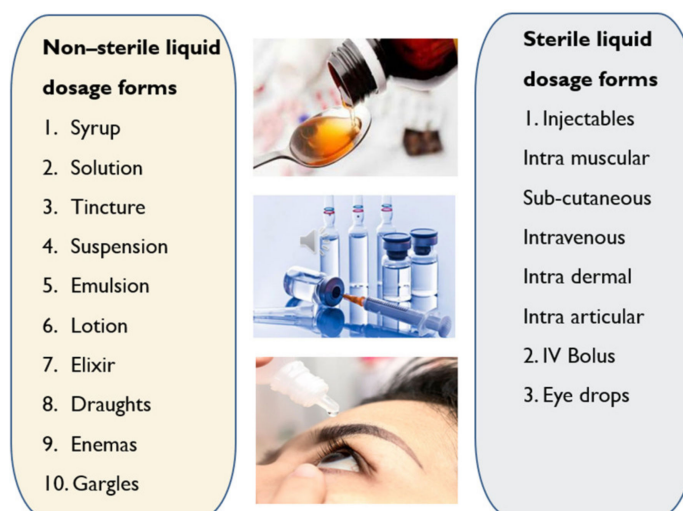 Non–sterile liquid
dosage forms
1. Syrup
2. Solution
3. Tincture
4. Suspension
5. Emulsion
6. Lotion
7. Elixir
8. Draughts
9. Enemas
10. Gargles
Sterile liquid
dosage forms
1. Injectables
Intra muscular
Sub-cutaneous
Intravenous
Intra dermal
Intra articular
2. IV Bolus
3. Eye drops